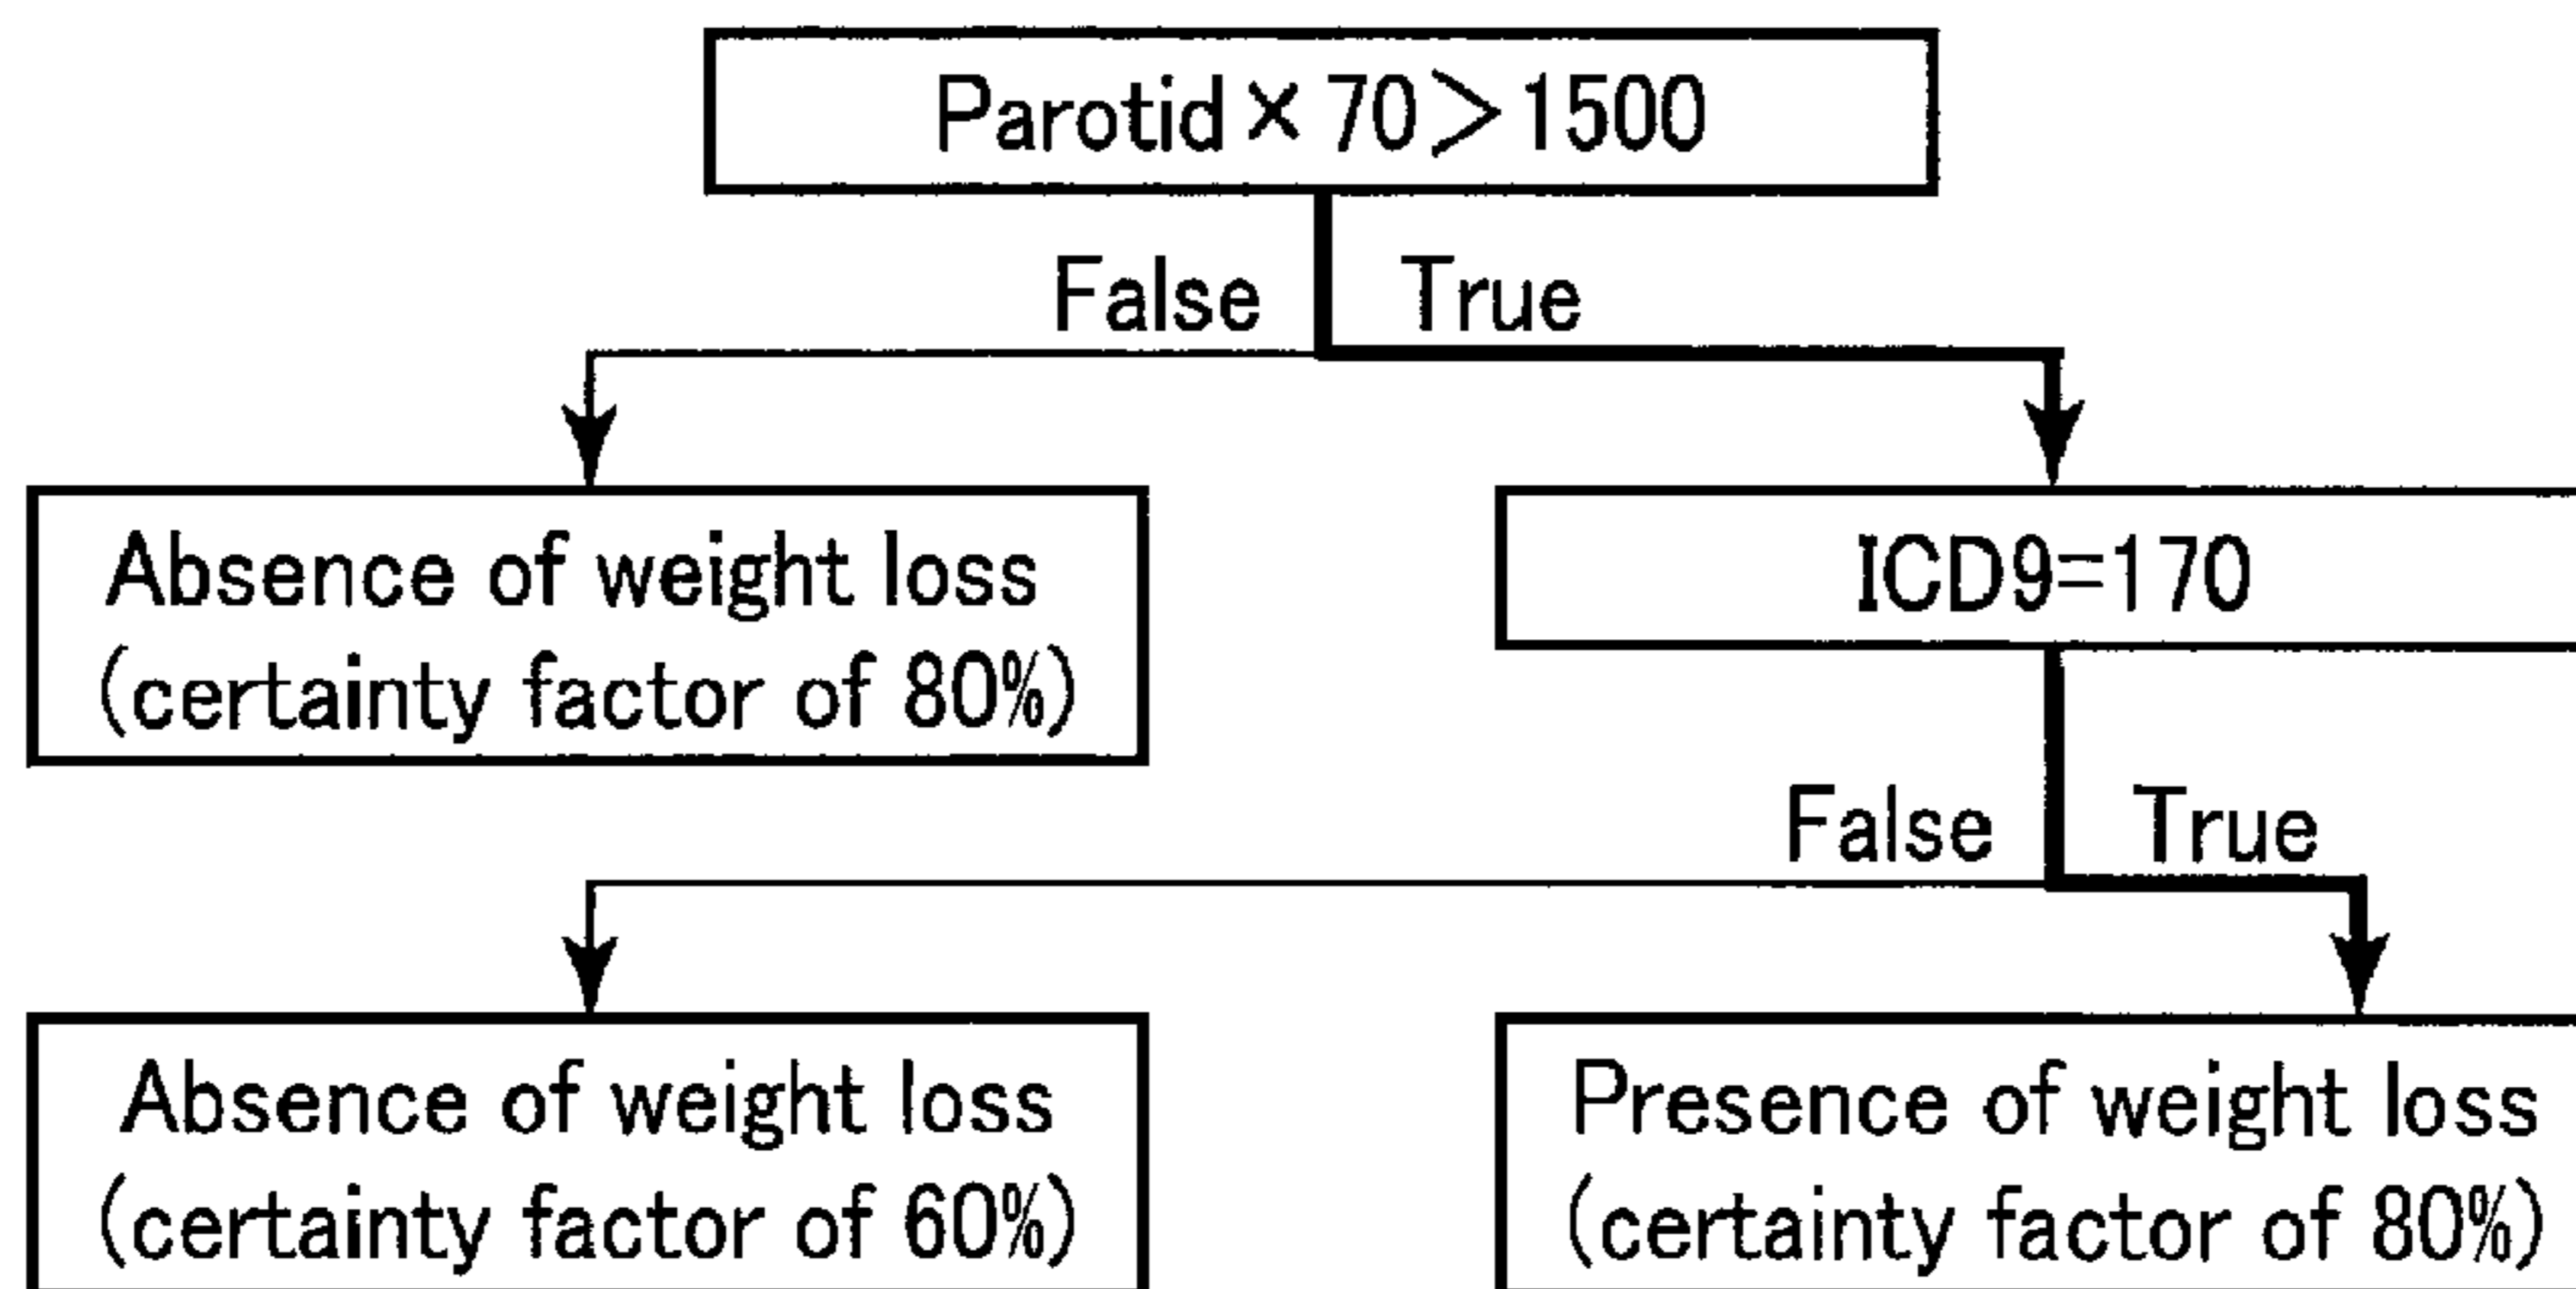 Parotid×70＞1500
False True
Absence of weight loss
(certainty factor of 80%)
ICD9=170
False True
Absence of weight loss
(certainty factor of 60%)
Presence of weight loss
(certainty factor of 80%)